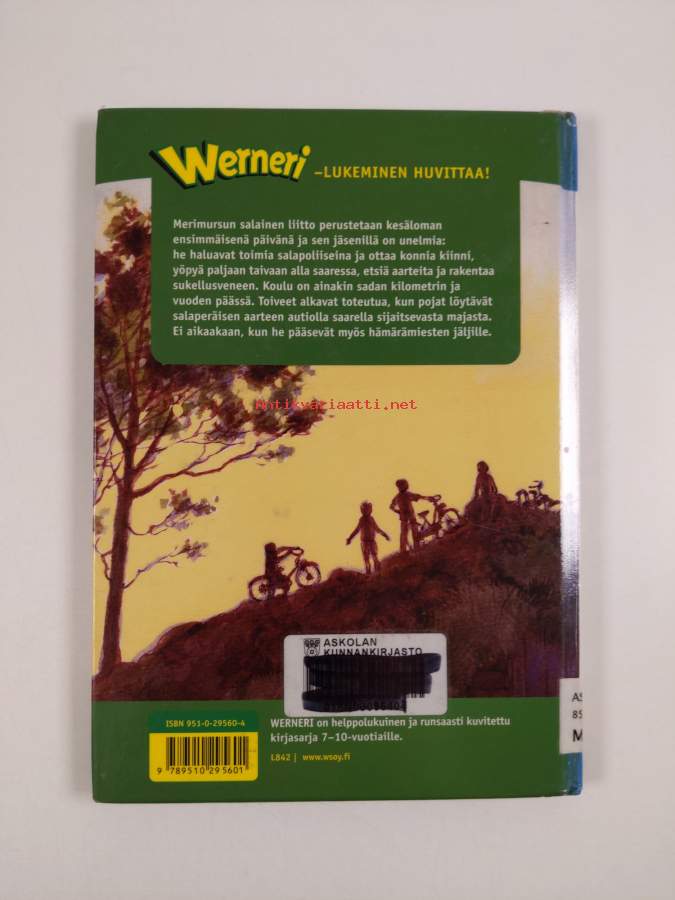 Werneri –LUKEMINEN HUVITTAA!
Merimursun salainen liitto perustetaan kesäloman
ensimmäisenä päivänä ja sen jäsenillä on unelmia:
he haluavat toimia salapoliiseina ja ottaa konnia kiinni,
yöpyä paljaan taivaan alla saaressa, etsiä aarteita ja rakentaa
sukellusveneen. Koulu on ainakin sadan kilometrin ja
vuoden päässä. Toiveet alkavat toteutua, kun pojat löytävät
salaperäisen aarteen autiolla saarella sijaitsevasta majasta.
Ei aikaakaan, kun he pääsevät myös hämärämiesten jäljille.
antikvariaatti.net
ASKOLAN
KUNNANKIRJASTO
AS
85
M
ISBN 951-0-29560-4
9 789510 295601
WERNERI on helppolukuinen ja runsaasti kuvitettu
kirjasarja 7–10-vuotiaille.
L842 | www.wsoy.fi